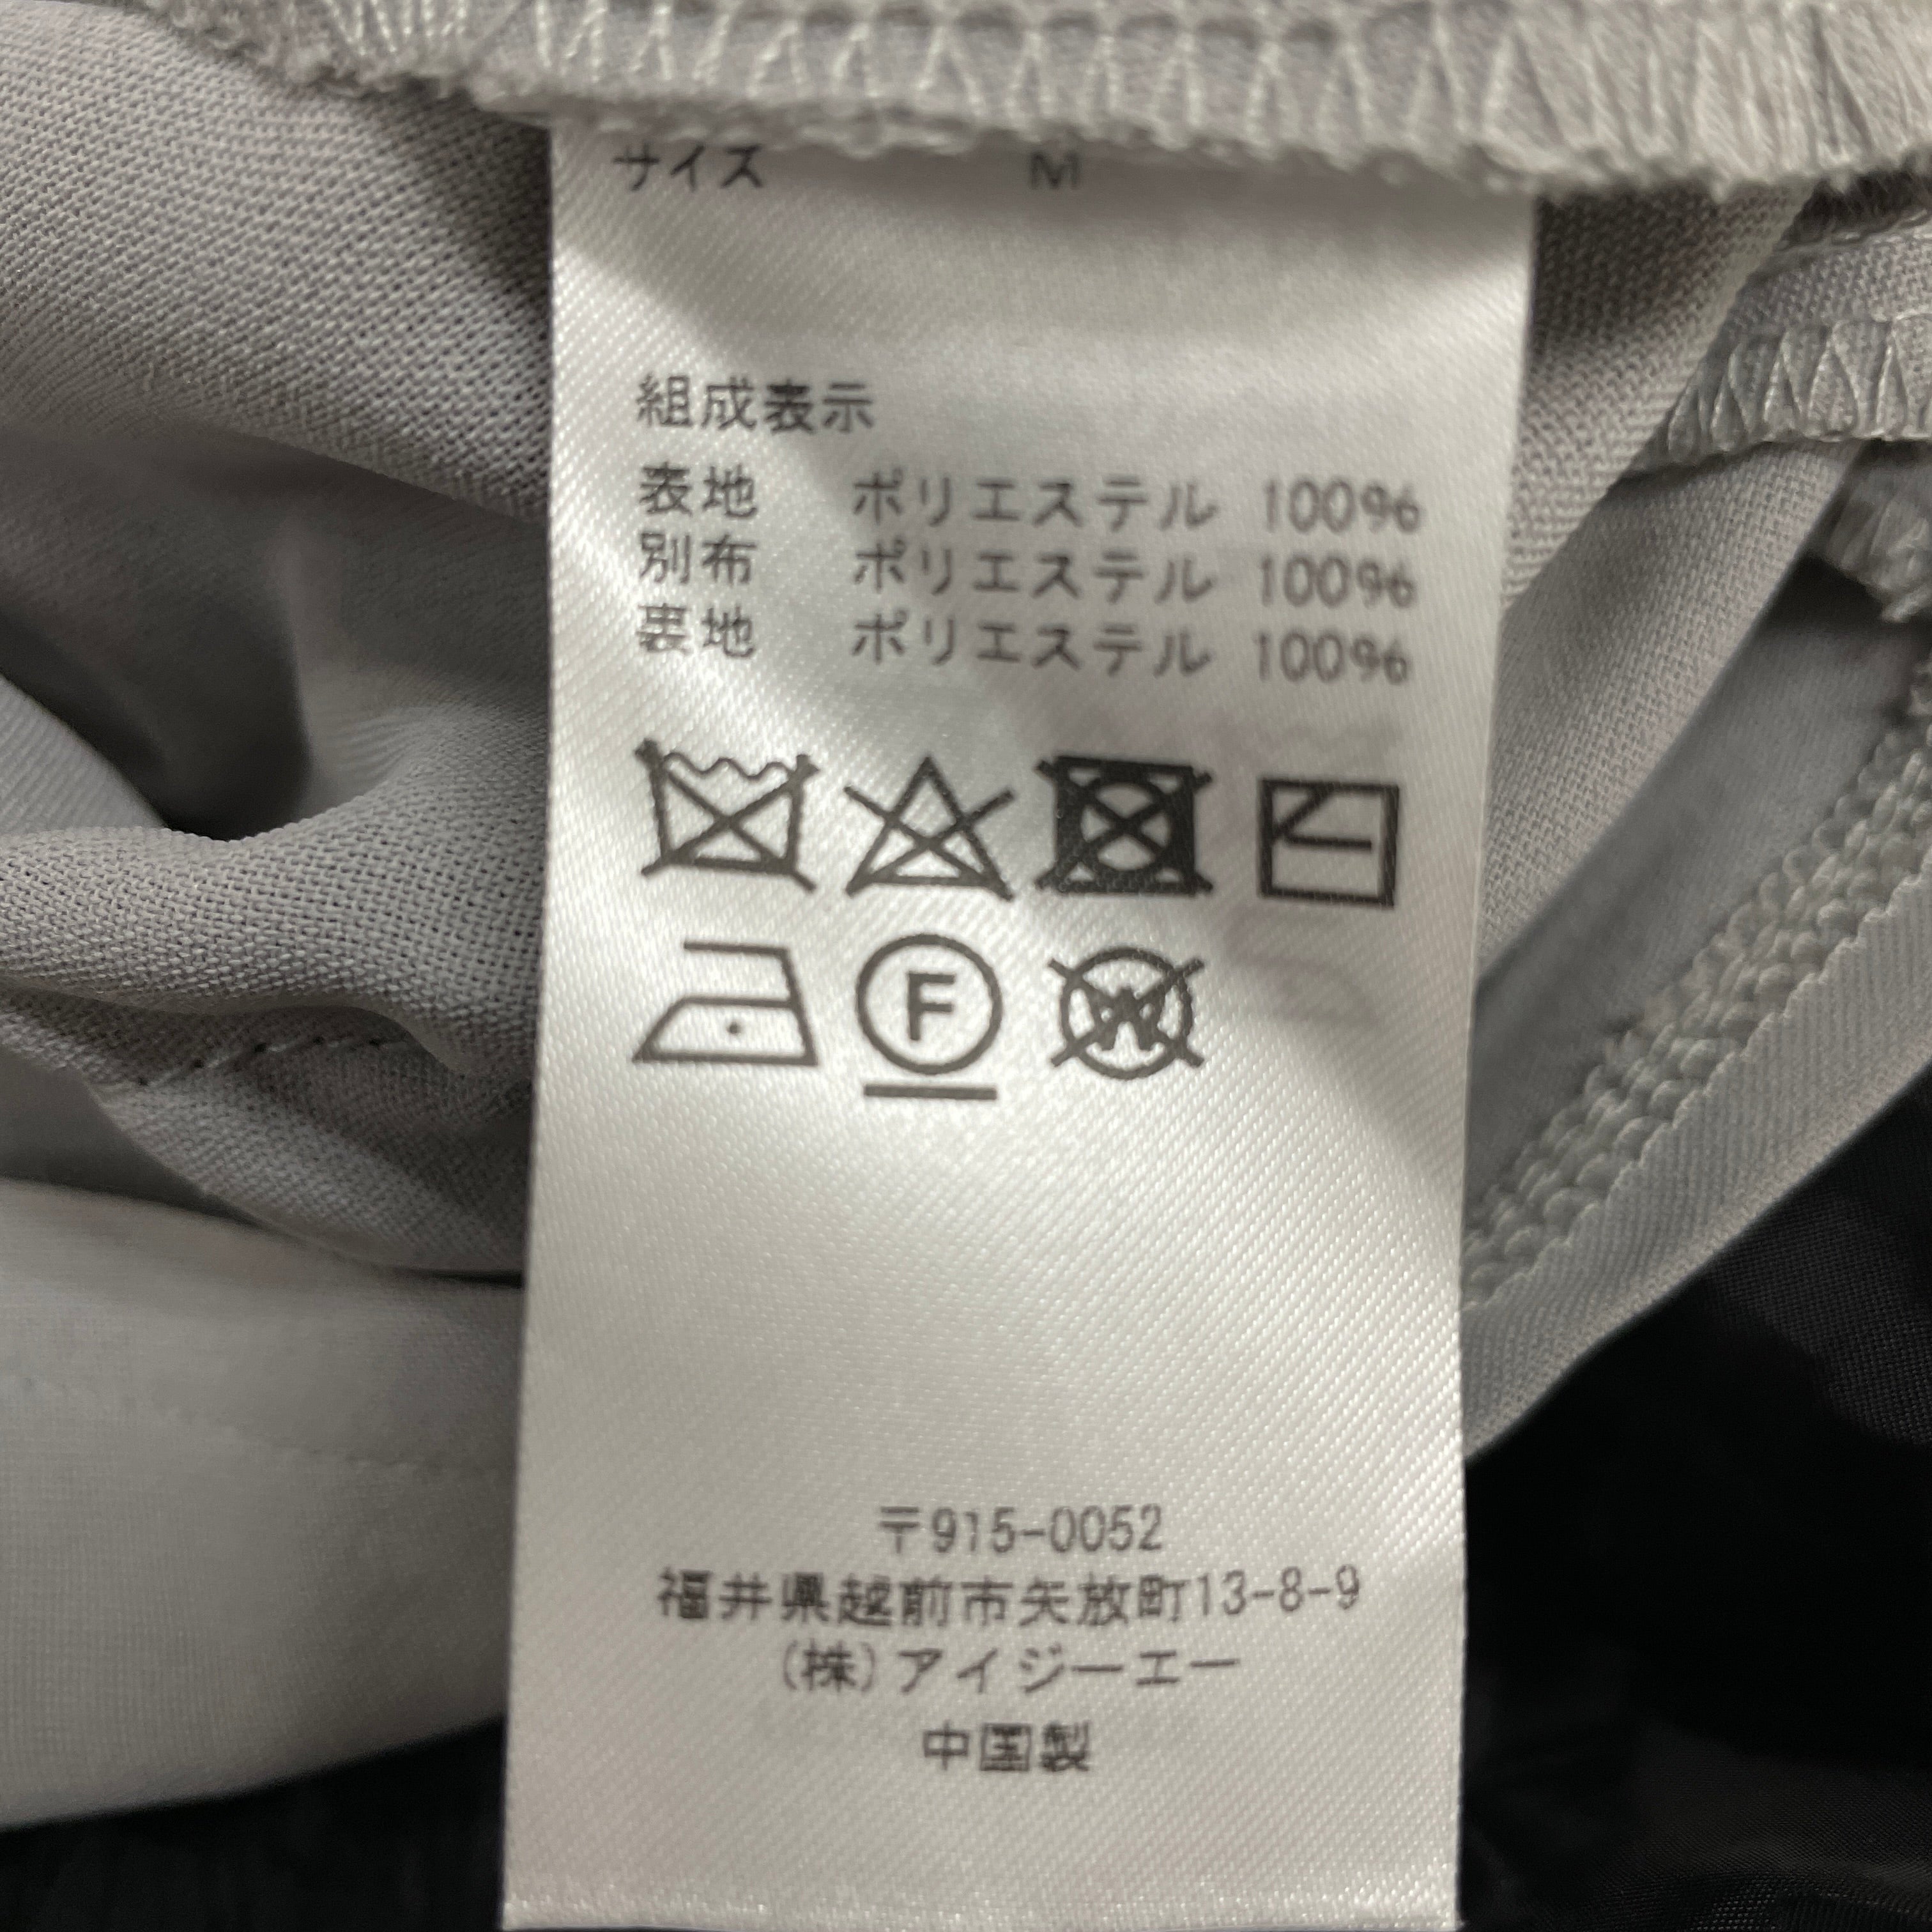 サイズ M
組成表示
表地 ポリエステル 100%
別布 ポリエステル 100%
裏地 ポリエステル 100%
F W
〒915-0052
福井県越前市矢放町13-8-9
(株)アイジーエー
中国製